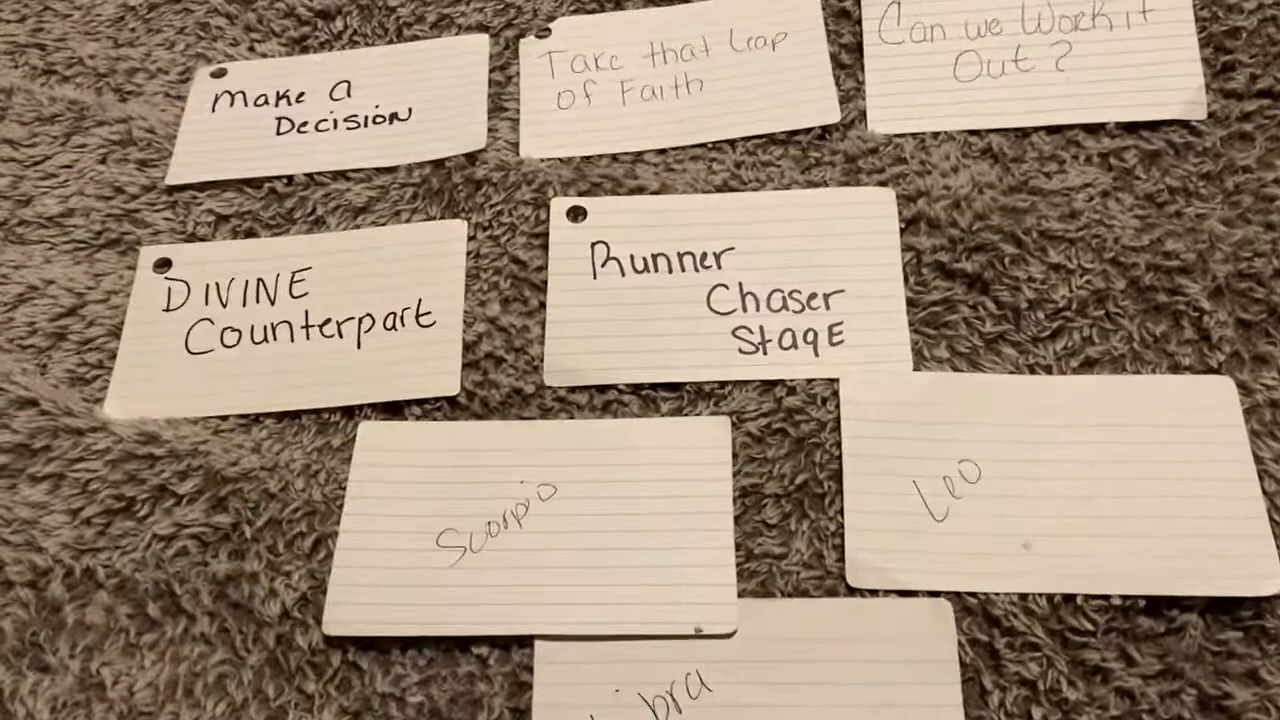 Make A
Decision
Take that Leap
of Faith
Can we Work it
Out?
DIVINE
Counterpart
Runner
Chaser
StagE
Scorpio
Leo